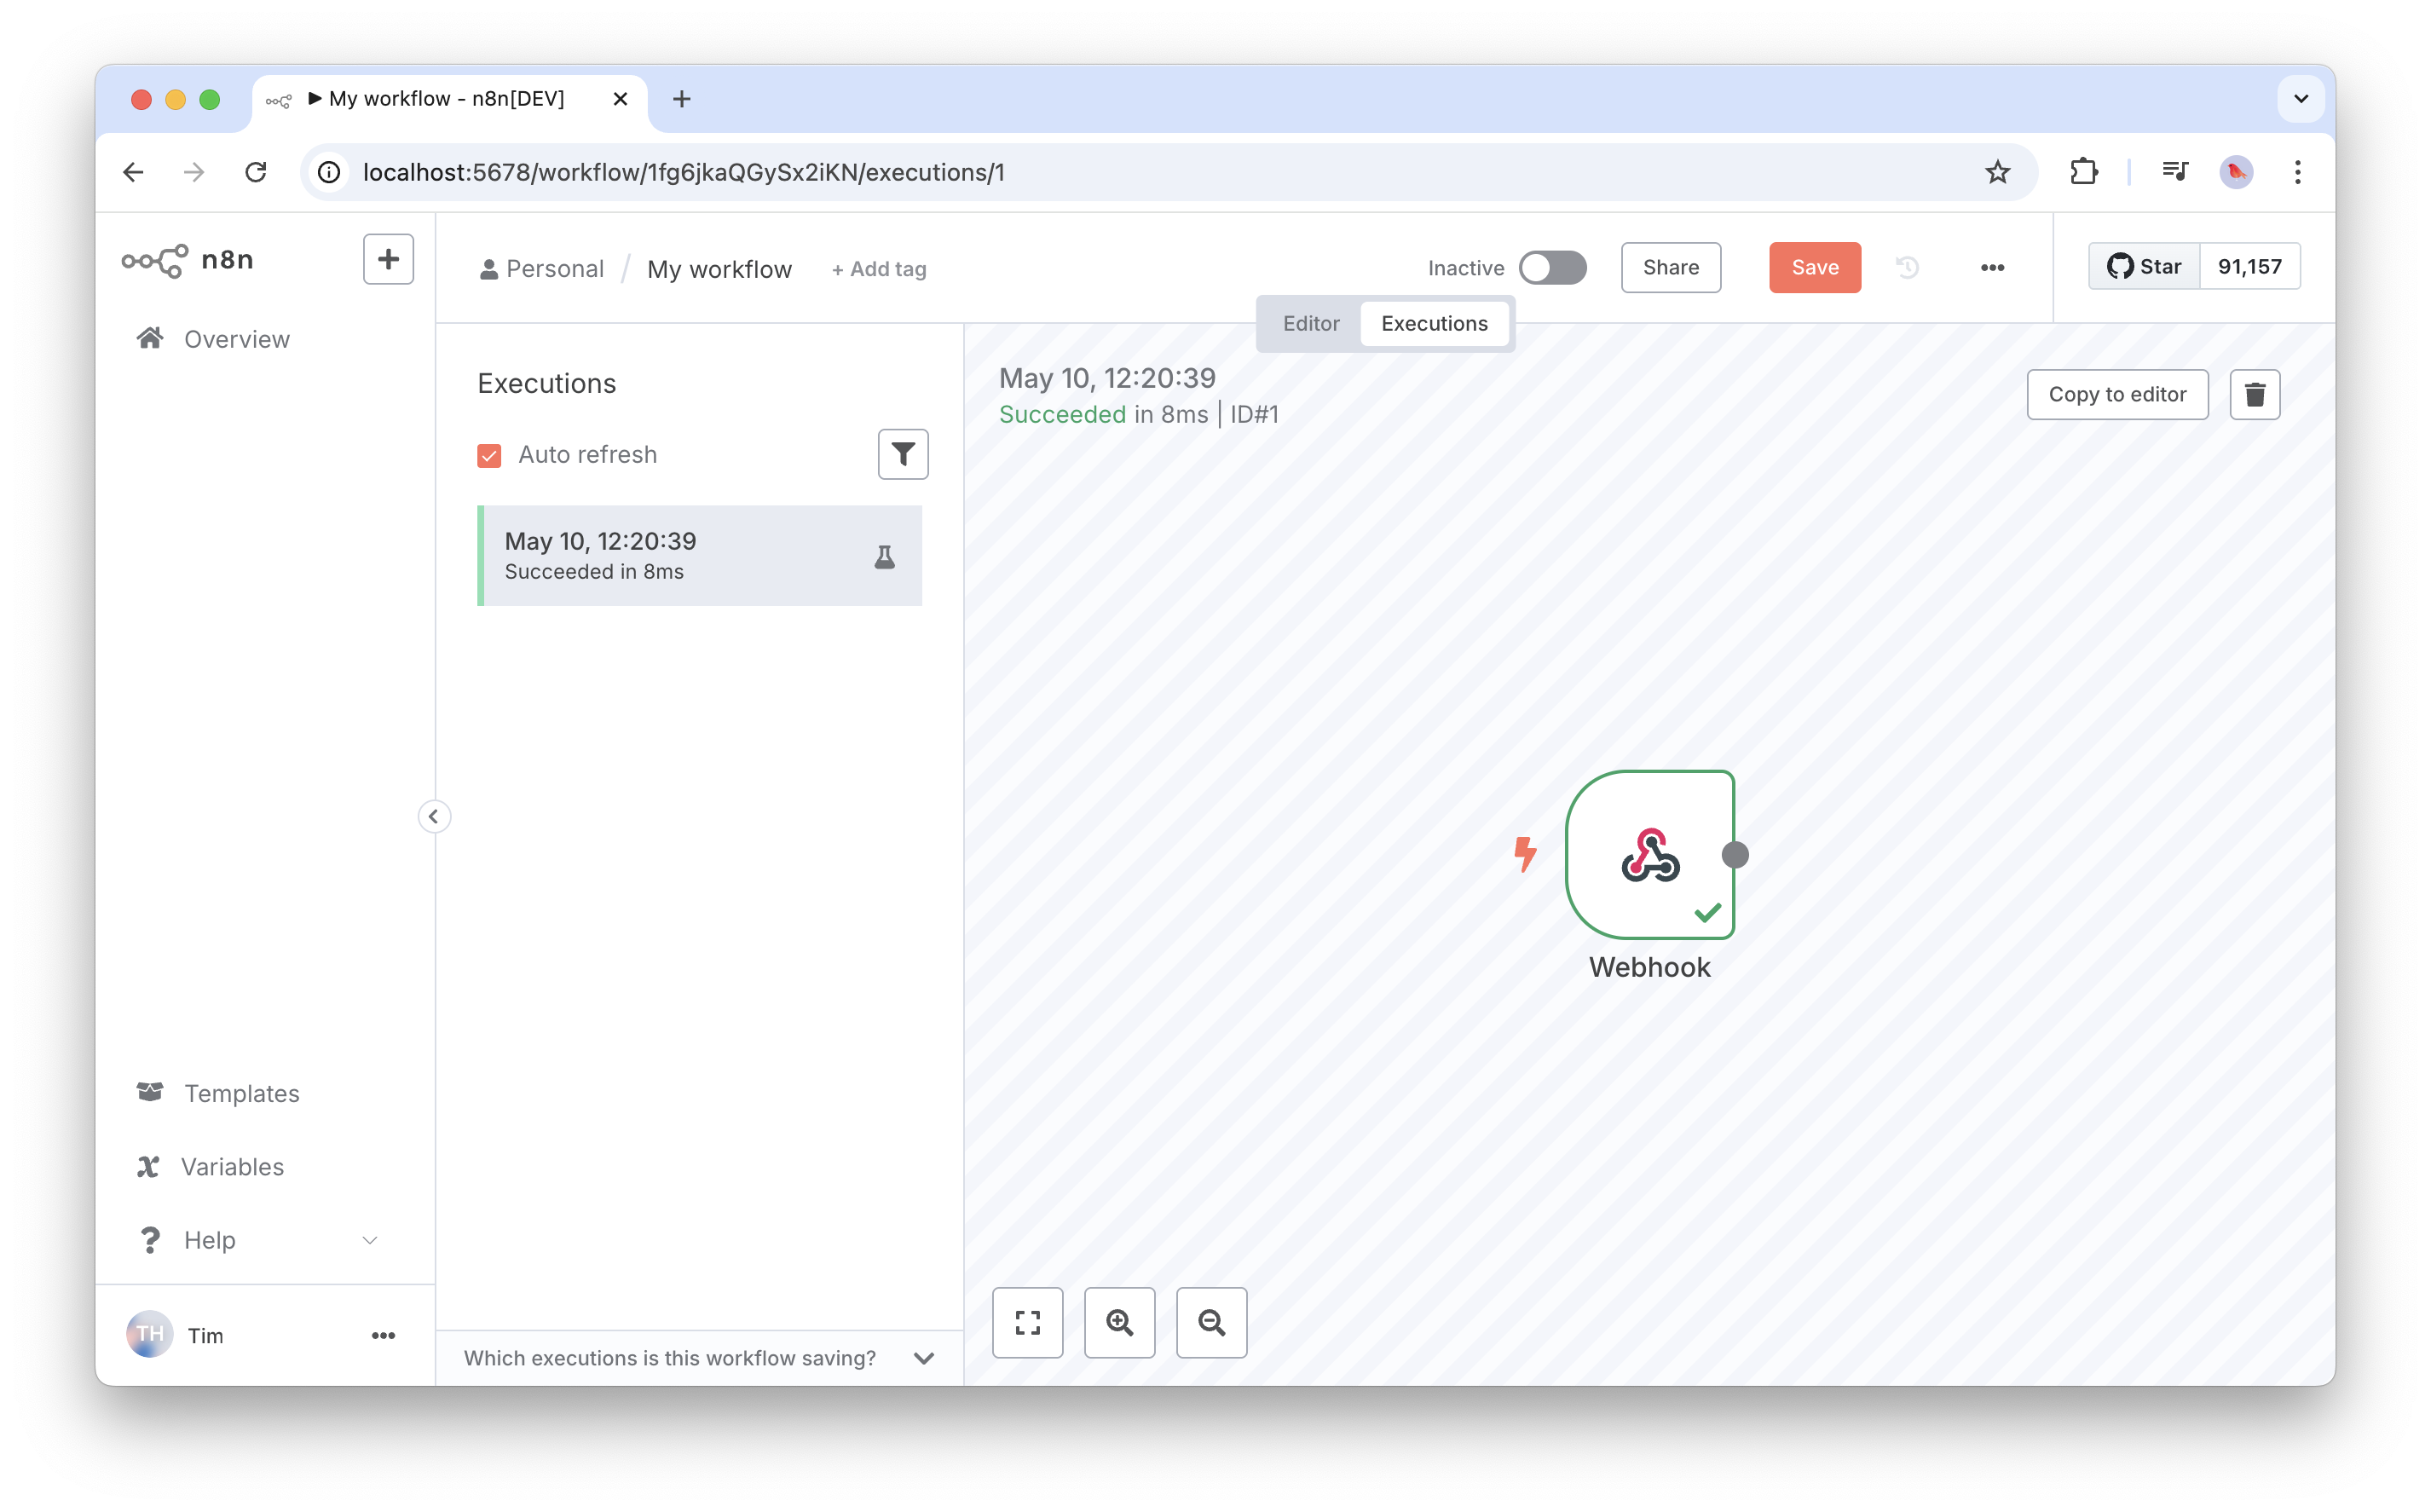 My workflow - n8n[DEV]
localhost:5678/workflow/1fg6jkaQGySx2iKN/executions/1
n8n
Personal / My workflow + Add tag
Inactive
Share
Save
Star 91,157
Editor Executions
Overview
Executions
Auto refresh
May 10, 12:20:39
Succeeded in 8ms
May 10, 12:20:39
Succeeded in 8ms | ID#1
Copy to editor
Webhook
Templates
Variables
Help
TH Tim
Which executions is this workflow saving?